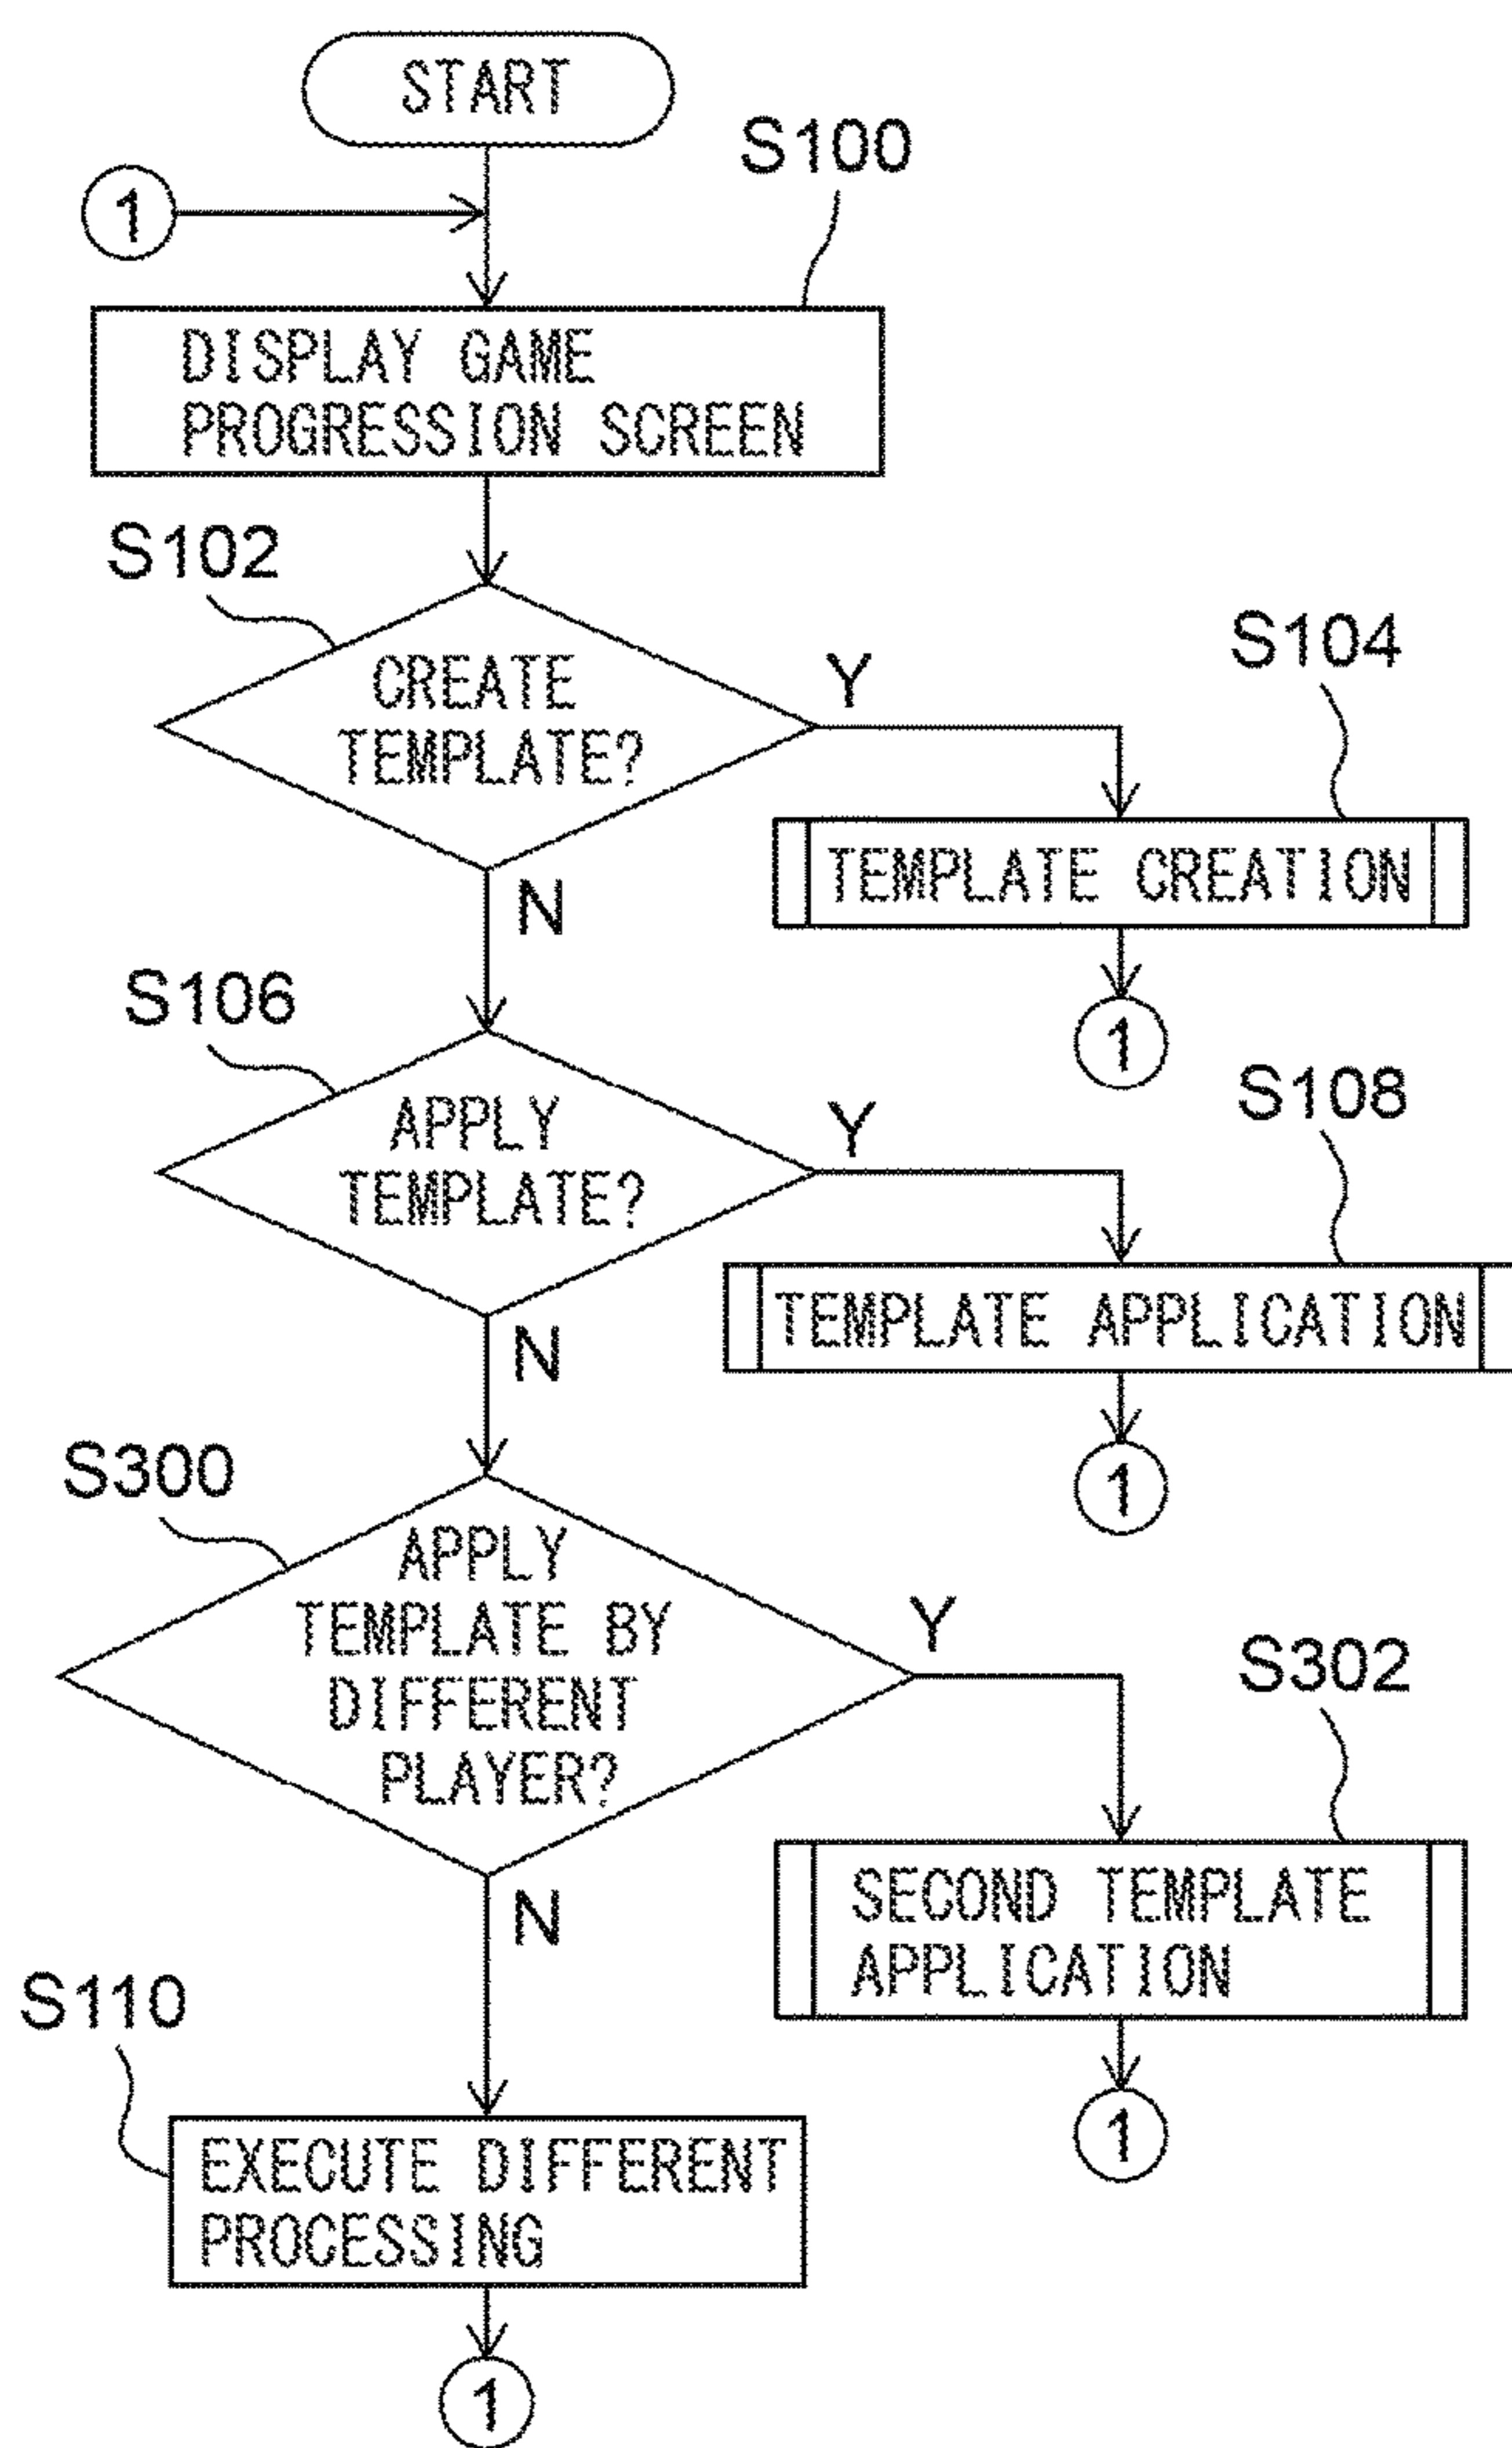 START
S100
1
DISPLAY GAME
PROGRESSION SCREEN
S102
CREATE
TEMPLATE?
Y
S104
TEMPLATE CREATION
1
N
S106
APPLY
TEMPLATE?
Y
S108
TEMPLATE APPLICATION
1
N
S300
APPLY
TEMPLATE BY
DIFFERENT
PLAYER?
Y
S302
SECOND TEMPLATE
APPLICATION
1
N
S110
EXECUTE DIFFERENT
PROCESSING
1